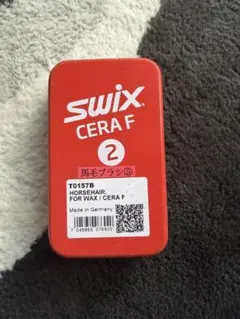 SWIX
CERA F
2
馬毛ブラシ②
T0157B
HORSEHAIR.
FOR WAX / CERA F
Made in Germany